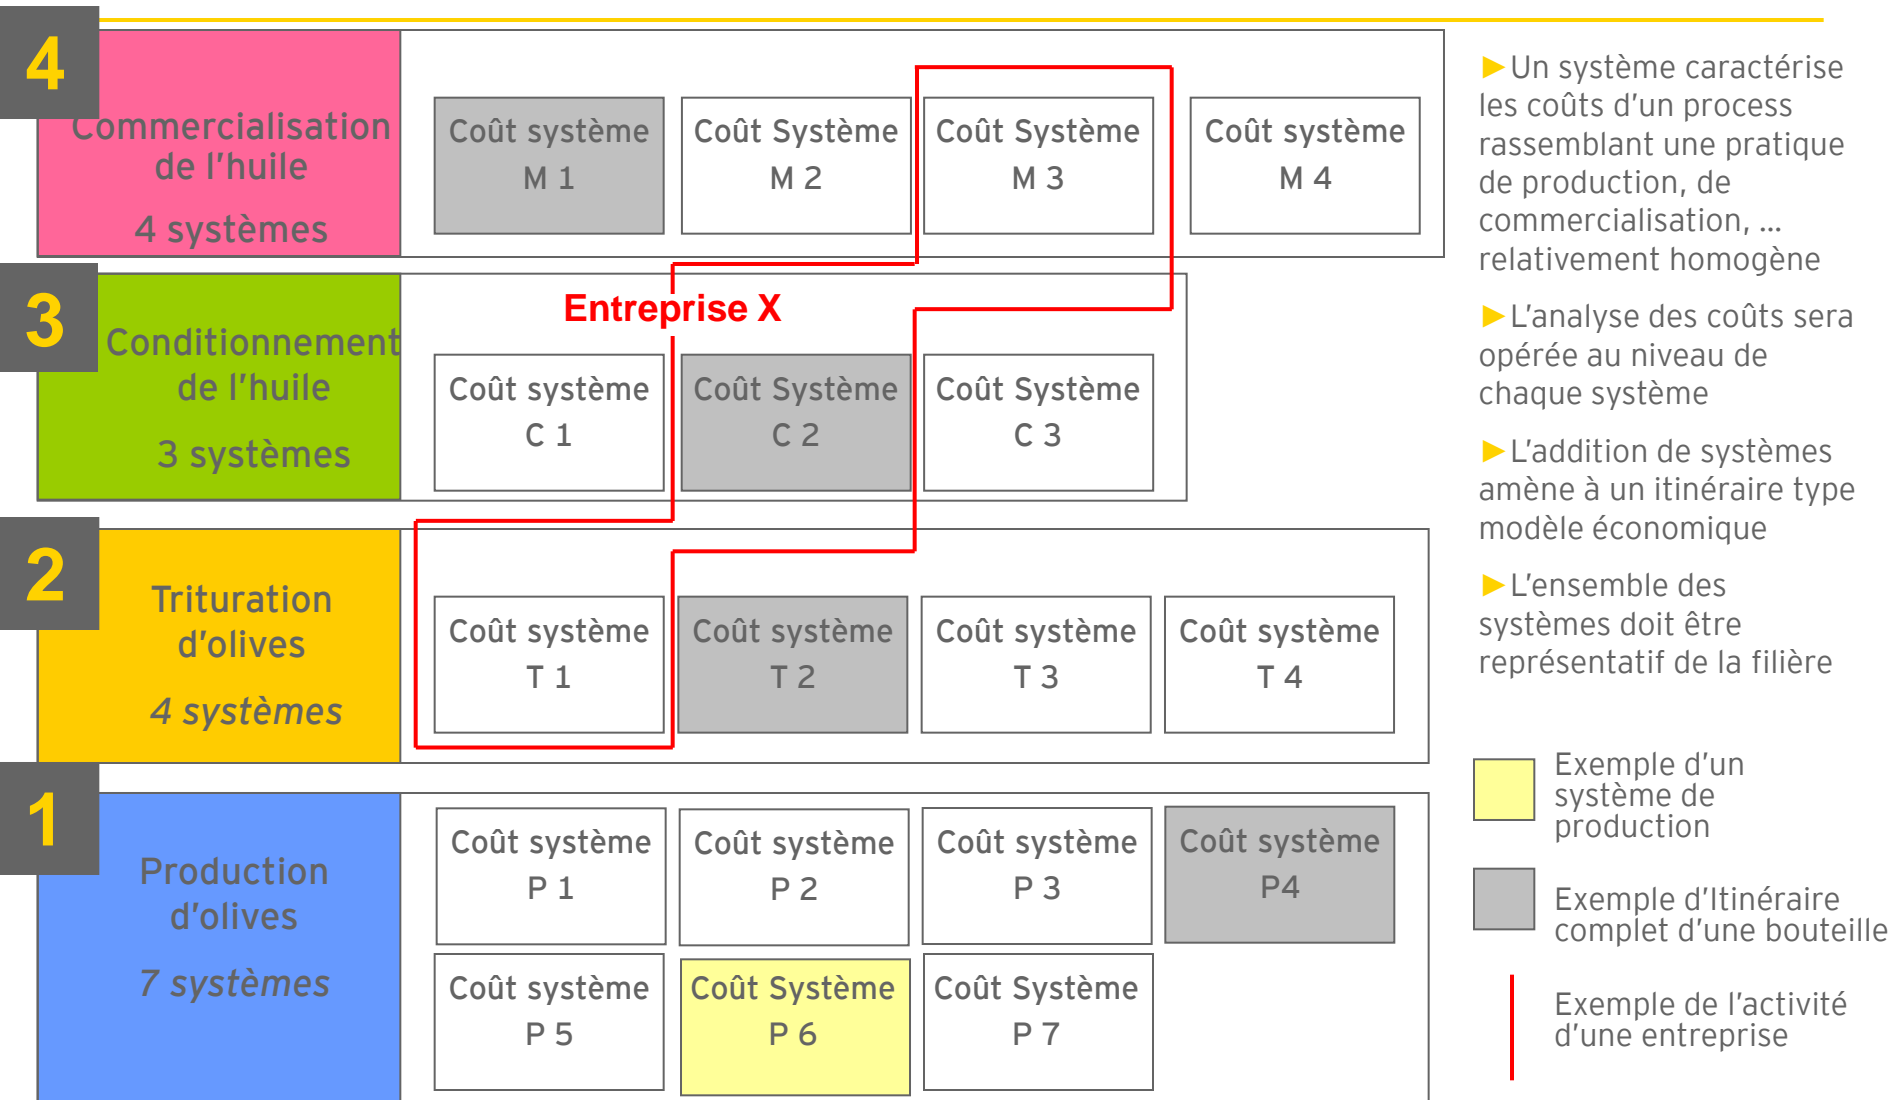 4
Commercialisation
de l'huile
4 systèmes
Coût système
M 1
Coût Système
M 2
Coût Système
M 3
Coût système
M 4
3
Conditionnement
de l'huile
3 systèmes
Entreprise X
Coût système
C 1
Coût Système
C 2
Coût Système
C 3
2
Trituration
d'olives
4 systèmes
Coût système
T 1
Coût système
T 2
Coût système
T 3
Coût système
T 4
1
Production
d'olives
7 systèmes
Coût système
P 1
Coût système
P 2
Coût système
P 3
Coût système
P4
Coût système
P 5
Coût Système
P 6
Coût Système
P 7
►Un système caractérise
les coûts d'un process
rassemblant une pratique
de production, de
commercialisation, …
relativement homogène
►L'analyse des coûts sera
opérée au niveau de
chaque système
►L'addition de systèmes
amène à un itinéraire type
modèle économique
►L'ensemble des
systèmes doit être
représentatif de la filière
Exemple d'un
système de
production
Exemple d'Itinéraire
complet d'une bouteille
Exemple de l'activité
d'une entreprise